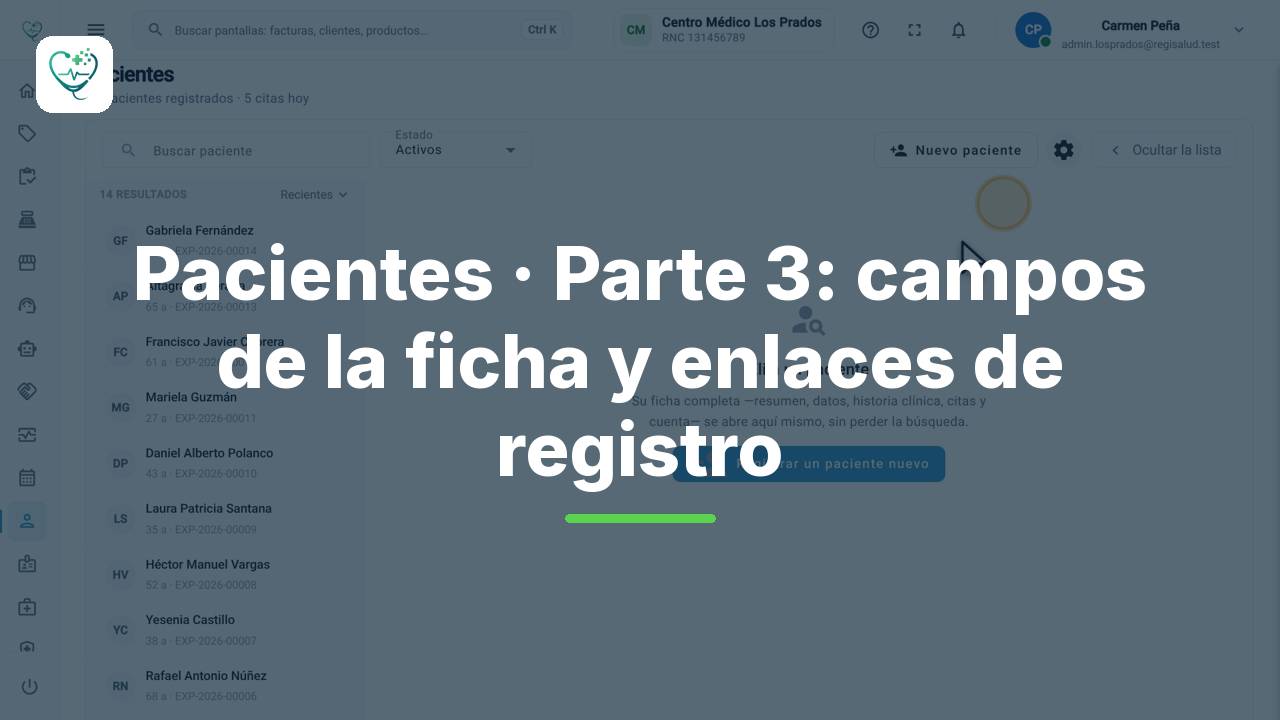 Buscar pantallas: facturas, clientes, productos...
Ctrl K
CM
Centro Médico Los Prados
RNC 131456789
CP
Carmen Peña
admin.losprados@regisalud.test
pacientes registrados · 5 citas hoy
Buscar paciente
Estado
Activos
Nuevo paciente
Ocultar la lista
14 RESULTADOS
Recientes
GF
Gabriela Fernández
EXP-2026-00014
Pacientes · Parte 3: campos
de la ficha y enlaces de
registro
AP
65 a · EXP-2026-00013
FC
Francisco Javier Cabrera
61 a
MG
Mariela Guzmán
27 a · EXP-2026-00011
DP
Daniel Alberto Polanco
43 a · EXP-2026-00010
LS
Laura Patricia Santana
35 a · EXP-2026-00009
HV
Héctor Manuel Vargas
52 a · EXP-2026-00008
YC
Yesenia Castillo
38 a · EXP-2026-00007
RN
Rafael Antonio Núñez
68 a · EXP-2026-00006
Su ficha completa —resumen, datos, historia clínica, citas y
cuenta— se abre aquí mismo, sin perder la búsqueda.
un paciente nuevo